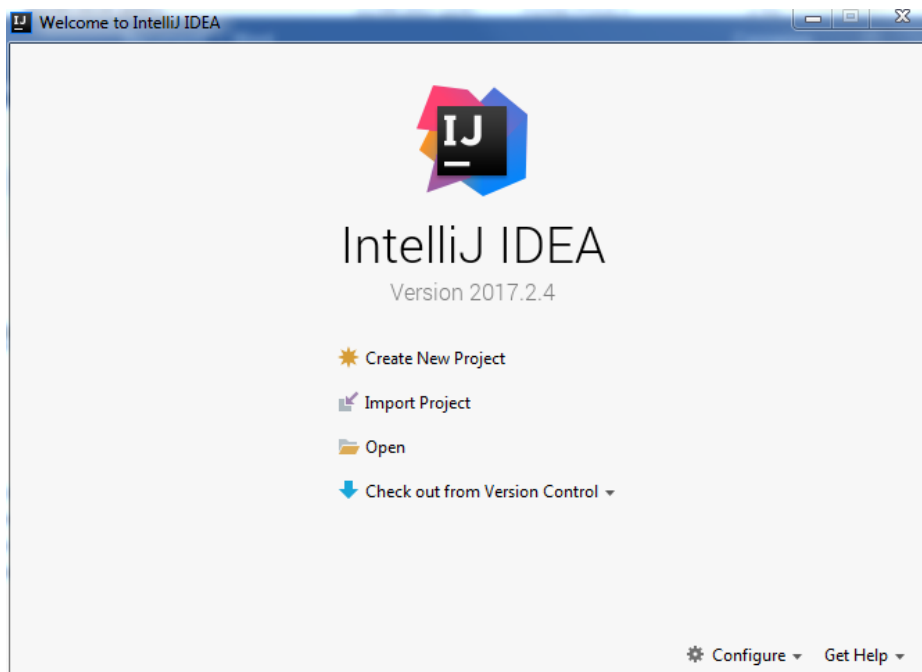 Welcome to IntelliJ IDEA
IJ
IntelliJ IDEA
Version 2017.2.4
Create New Project
Import Project
Open
Check out from Version Control
Configure
Get Help